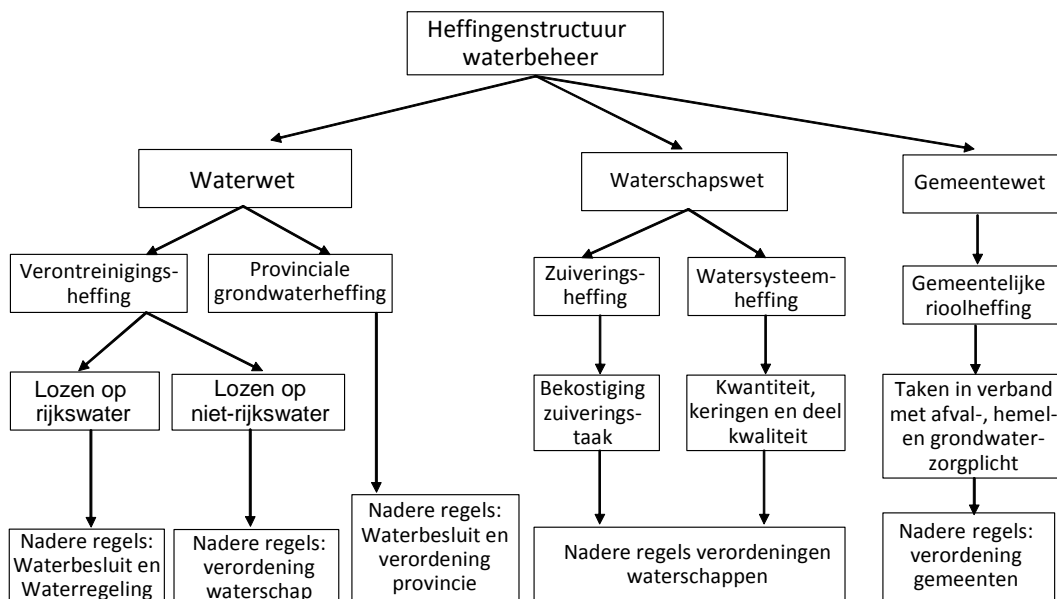 Heffingenstructuur
waterbeheer
Waterwet
Waterschapswet
Gemeentewet
Verontreinigings-
heffing
Provinciale
grondwaterheffing
Zuiverings-
heffing
Watersysteem-
heffing
Gemeentelijke
rioolheffing
Lozen op
rijkswater
Lozen op
niet-rijkswater
Bekostiging
zuiverings-
taak
Kwantiteit,
keringen en deel
kwaliteit
Taken in verband
met afval-, hemel-
en grondwater-
zorgplicht
Nadere regels:
Waterbesluit en
Waterregeling
Nadere regels:
verordening
waterschap
Nadere regels:
Waterbesluit en
verordening
provincie
Nadere regels verordeningen
waterschappen
Nadere regels:
verordening
gemeenten